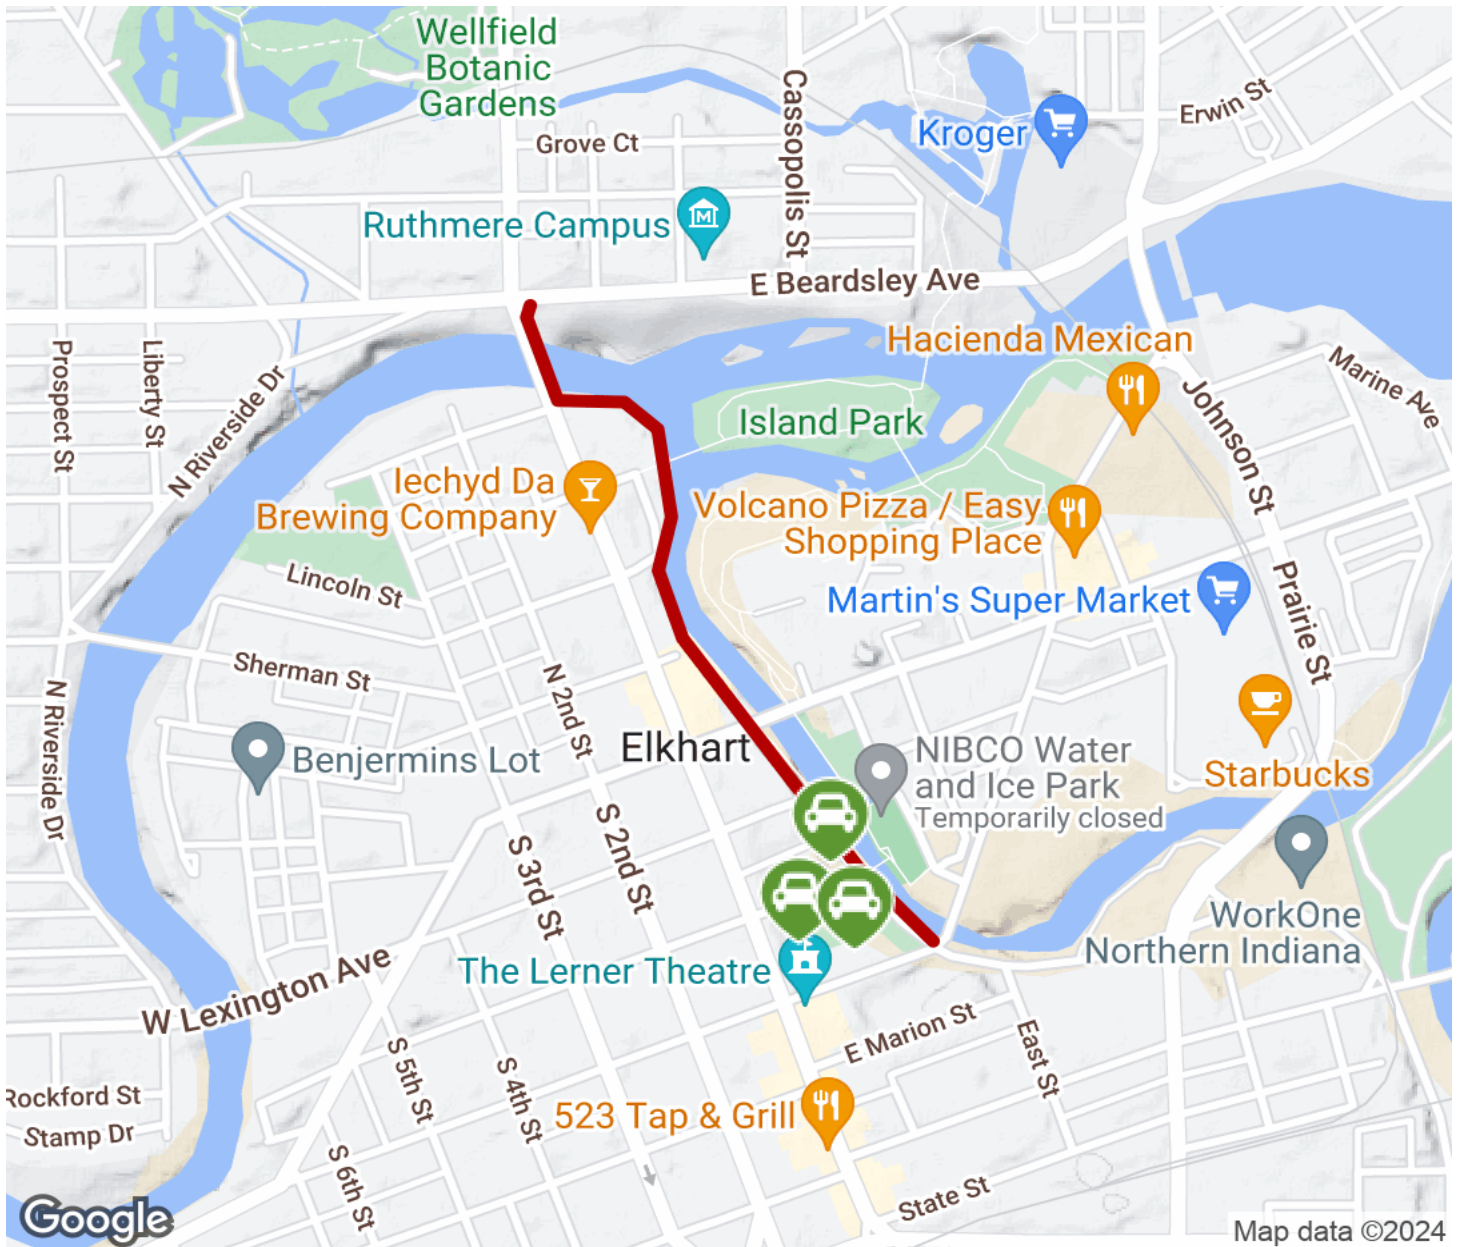 Wellfield
Botanic
Gardens
Cassopolis St
Erwin St
Kroger
Grove Ct
Ruthmere Campus
M
E Beardsley Ave
Hacienda Mexican
Prospect St
Liberty St
N Riverside Dr
Marine Ave
Johnson St
Island Park
Iechyd Da
Brewing Company
Volcano Pizza / Easy
Shopping Place
Lincoln St
Martin's Super Market
Prairie St
Sherman St
N 2nd St
N Riverside Dr
Elkhart
NIBCO Water
and Ice Park
Temporarily closed
Benjermins Lot
Starbucks
S 2nd St
S 3rd St
WorkOne
Northern Indiana
W Lexington Ave
The Lerner Theatre
E Marion St
East St
S 5th St
S 4th St
Rockford St
Stamp Dr
523 Tap & Grill
S 6th St
State St
Google
Map data ©2024